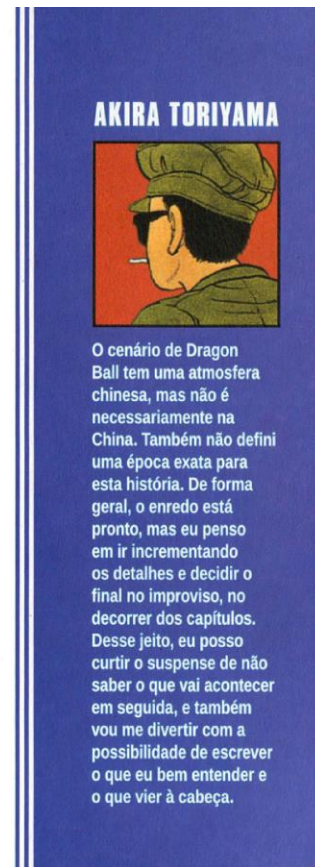 AKIRA TORIYAMA
O cenário de Dragon
Ball tem uma atmosfera
chinesa, mas não é
necessariamente na
China. Também não defini
uma época exata para
esta história. De forma
geral, o enredo está
pronto, mas eu penso
em ir incrementando
os detalhes e decidir o
final no improviso, no
decorrer dos capítulos.
Desse jeito, eu posso
curtir o suspense de não
saber o que vai acontecer
em seguida, e também
vou me divertir com a
possibilidade de escrever
o que eu bem entender e
o que vier à cabeça.